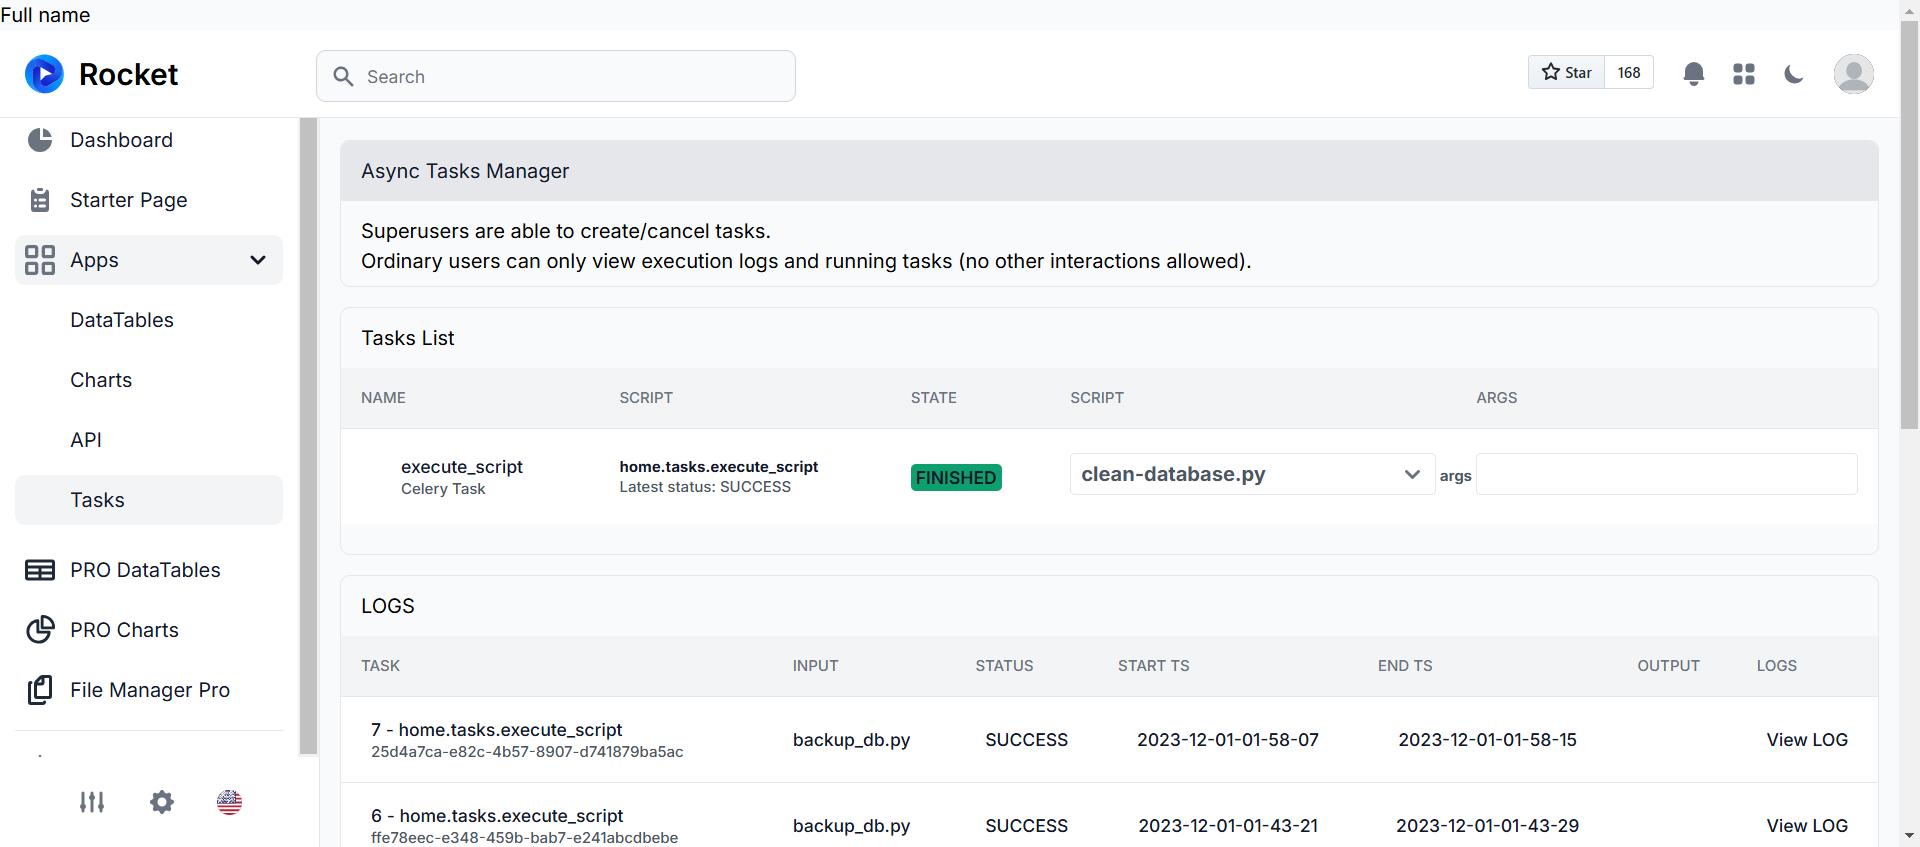 Full name
Rocket
Search
Star
168
Dashboard
Starter Page
Apps
DataTables
Charts
API
Tasks
PRO DataTables
PRO Charts
File Manager Pro
Async Tasks Manager
Superusers are able to create/cancel tasks.
Ordinary users can only view execution logs and running tasks (no other interactions allowed).
Tasks List
NAME SCRIPT STATE SCRIPT ARGS
execute_script
Celery Task
home.tasks.execute_script
Latest status: SUCCESS
FINISHED
clean-database.py
args
LOGS
TASK INPUT STATUS START TS END TS OUTPUT LOGS
7 - home.tasks.execute_script
25d4a7ca-e82c-4b57-8907-d741879ba5ac
backup_db.py SUCCESS 2023-12-01-01-58-07 2023-12-01-01-58-15 View LOG
6 - home.tasks.execute_script
ffe78eec-e348-459b-bab7-e241abcdbebe
backup_db.py SUCCESS 2023-12-01-01-43-21 2023-12-01-01-43-29 View LOG